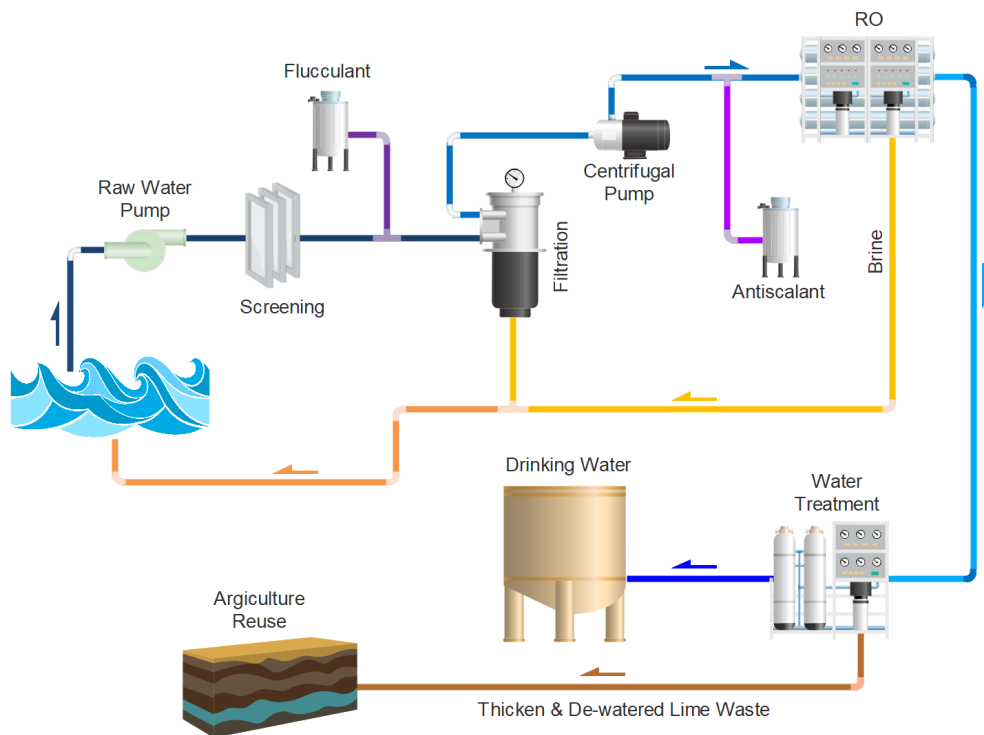 RO
Flucculant
Centrifugal
Pump
Raw Water
Pump
Screening
Filtration
Antiscalant
Brine
Drinking Water
Water
Treatment
Argiculture
Reuse
Thicken & De-watered Lime Waste